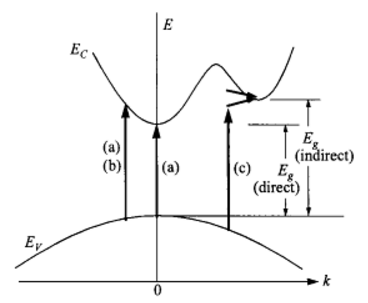 E
E_C
(a)
(b)
(a)
(c)
E_g
(indirect)
E_g
(direct)
E_V
0
k